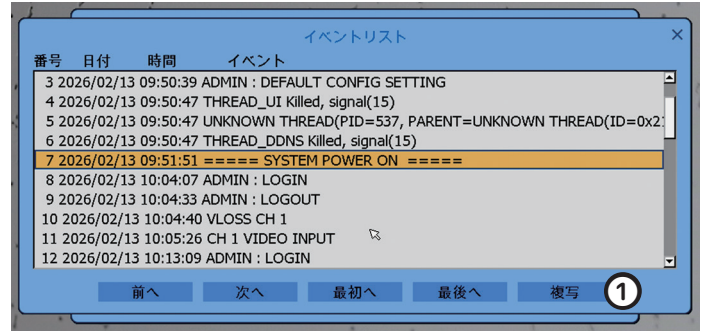 イベントリスト
番号 日付 時間 イベント
3 2026/02/13 09:50:39 ADMIN : DEFAULT CONFIG SETTING
4 2026/02/13 09:50:47 THREAD_UI Killed, signal(15)
5 2026/02/13 09:50:47 UNKNOWN THREAD(PID=537, PARENT=UNKNOWN THREAD(ID=0x21
6 2026/02/13 09:50:47 THREAD_DDNS Killed, signal(15)
7 2026/02/13 09:51:51 ===== SYSTEM POWER ON =====
8 2026/02/13 10:04:07 ADMIN : LOGIN
9 2026/02/13 10:04:33 ADMIN : LOGOUT
10 2026/02/13 10:04:40 VLOSS CH 1
11 2026/02/13 10:05:26 CH 1 VIDEO INPUT
12 2026/02/13 10:13:09 ADMIN : LOGIN
前へ 次へ 最初へ 最後へ 複写 1